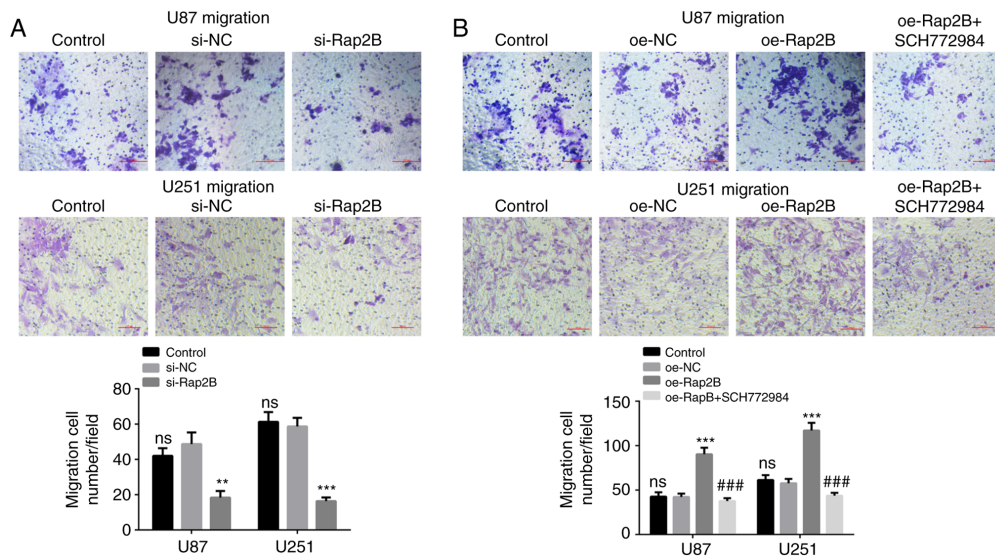 A
U87 migration
Control si-NC si-Rap2B
U251 migration
Control si-NC si-Rap2B
Control
si-NC
si-Rap2B
Migration cell
number/field
80
60
40
20
0
ns
**
ns
***
U87 U251
B
U87 migration
Control oe-NC oe-Rap2B oe-Rap2B+
SCH772984
U251 migration
Control oe-NC oe-Rap2B oe-Rap2B+
SCH772984
Control
oe-NC
oe-Rap2B
oe-RapB+SCH772984
Migration cell
number/field
150
100
50
50
ns
***
###
ns
***
###
U87 U251